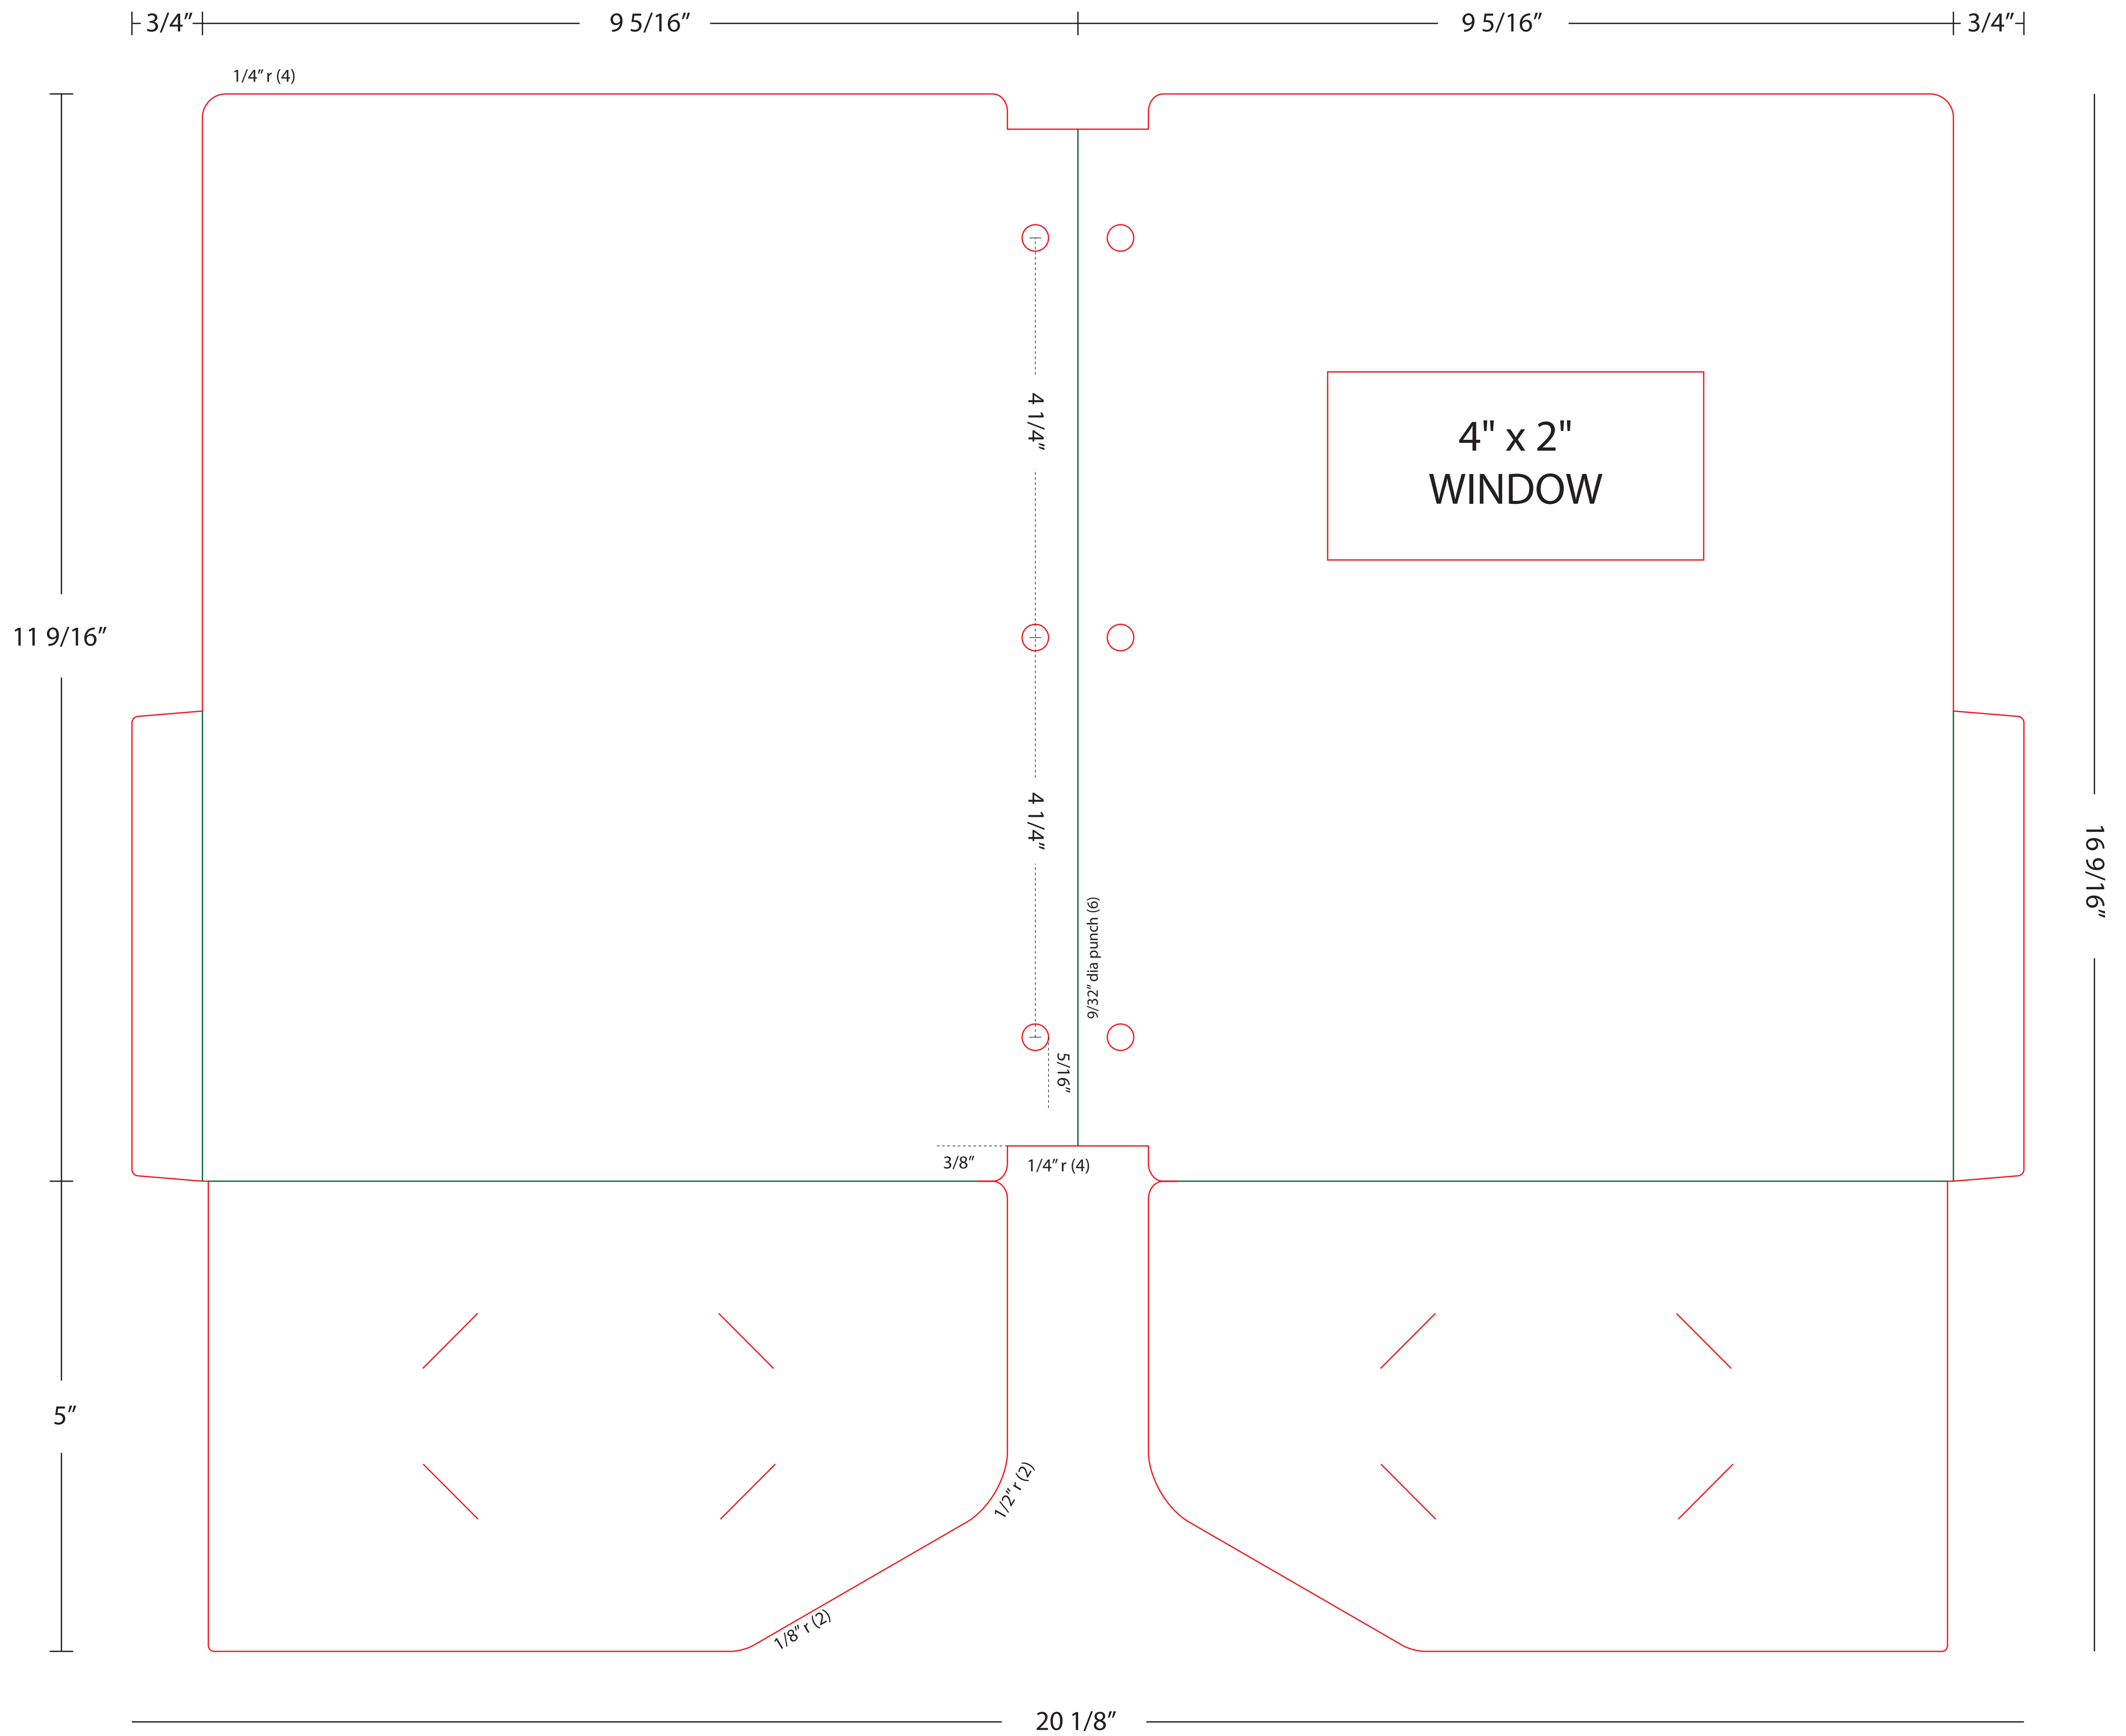 3/4”
9 5/16”
9 5/16”
3/4”
1/4” r (4)
4 1/4”
4" x 2"
WINDOW
11 9/16”
4 1/4”
16 9/16”
9/32” dia punch (6)
5/16”
3/8”
1/4” r (4)
5”
1/2” r (2)
1/8” r (2)
20 1/8”